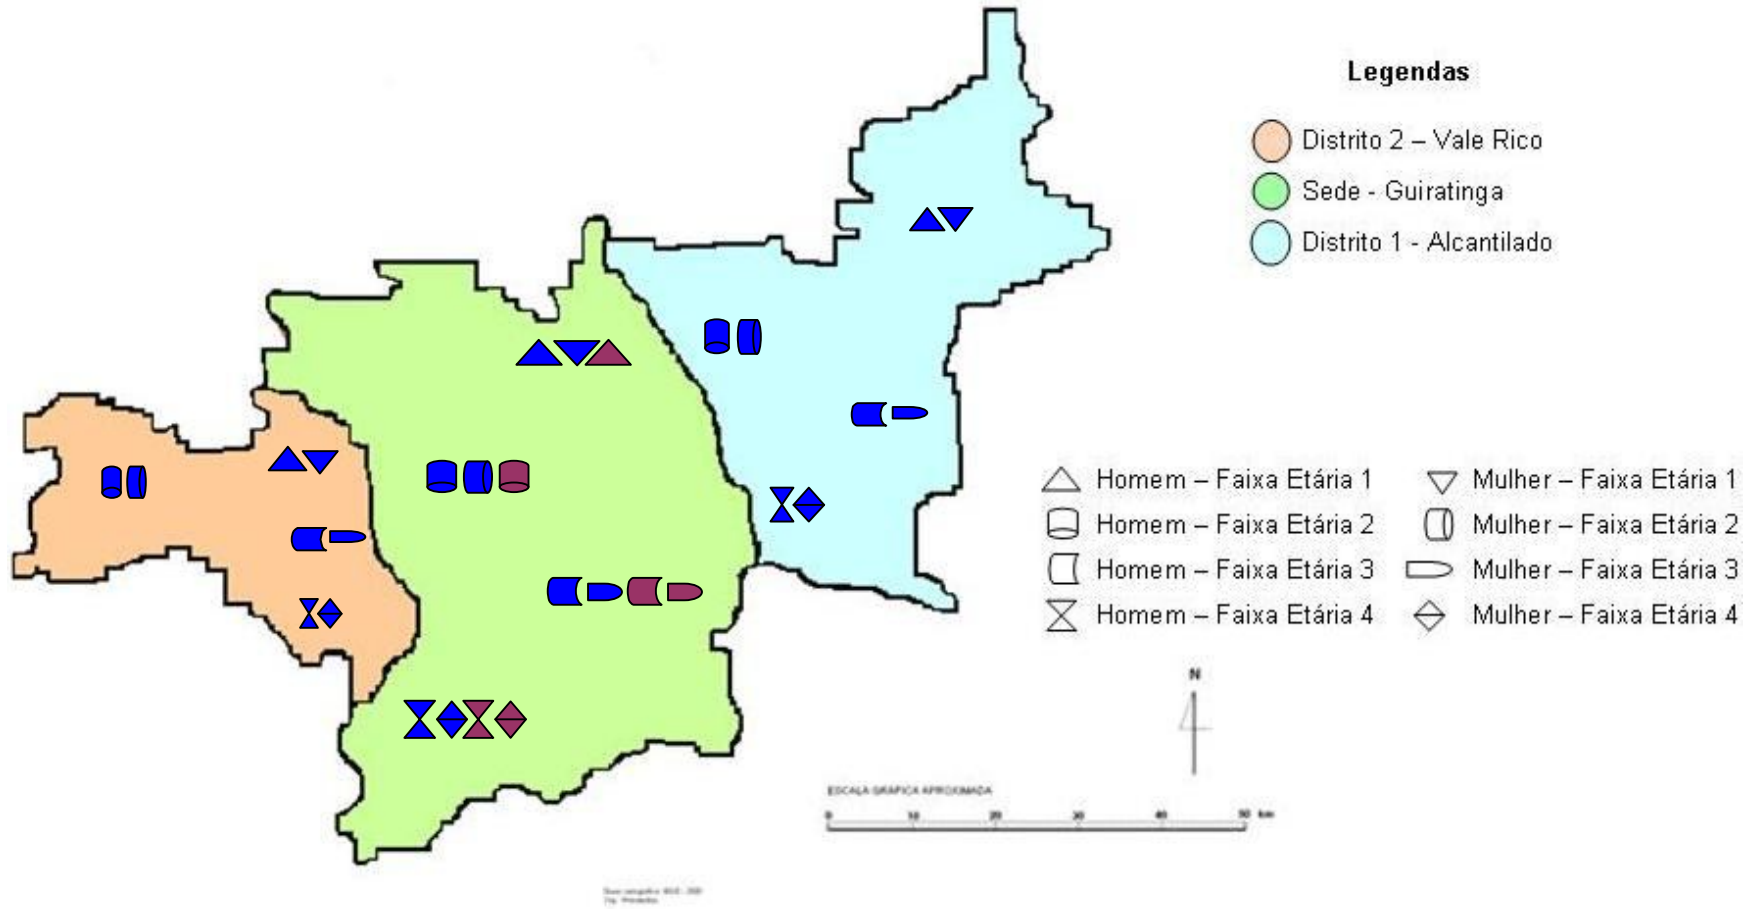 Legendas
Distrito 2 – Vale Rico
Sede - Guiratinga
Distrito 1 - Alcantilado
Homem – Faixa Etária 1
Mulher – Faixa Etária 1
Homem – Faixa Etária 2
Mulher – Faixa Etária 2
Homem – Faixa Etária 3
Mulher – Faixa Etária 3
Homem – Faixa Etária 4
Mulher – Faixa Etária 4
N
ESCALA GRÁFICA APROXIMADA
0 10 20 30 40 50 km